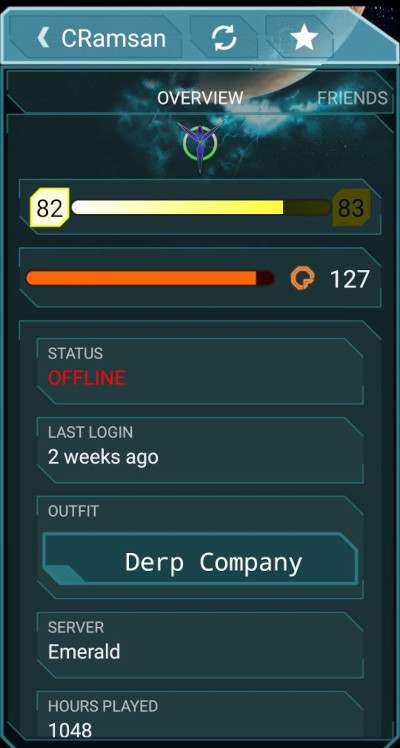 CRamsan
OVERVIEW
FRIENDS
82
83
127
STATUS
OFFLINE
LAST LOGIN
2 weeks ago
OUTFIT
Derp Company
SERVER
Emerald
HOURS PLAYED
1048